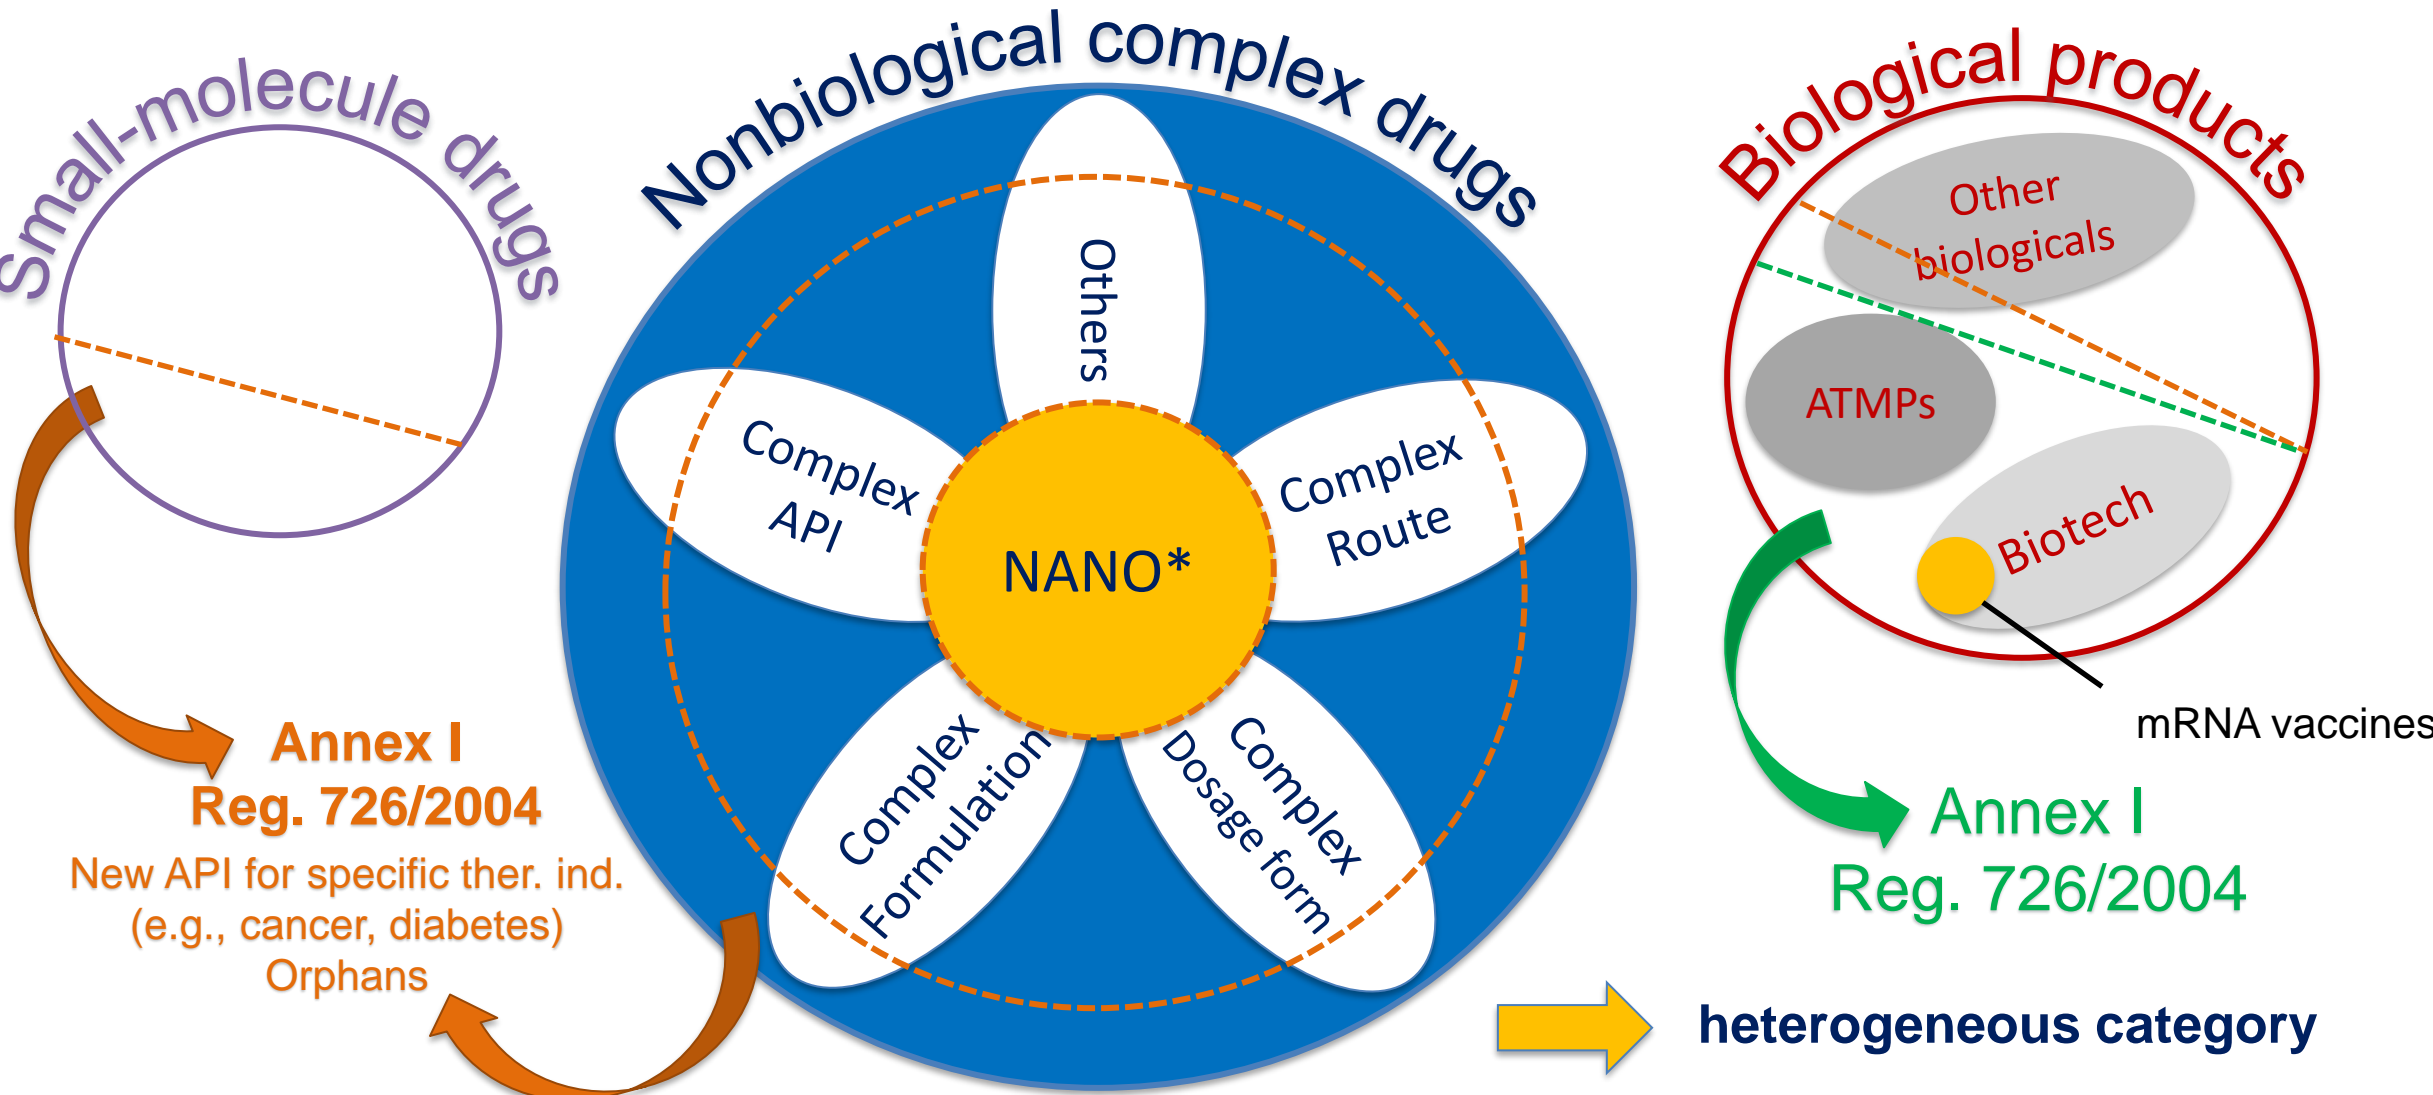 Small-molecule drugs
Nonbiological complex drugs
Biological products
Others
Complex
API
Complex
Route
NANO*
Complex
Formulation
Complex
Dosage form
Other
biologicals
ATMPs
Biotech
mRNA vaccines
Annex I
Reg. 726/2004
New API for specific ther. ind.
(e.g., cancer, diabetes)
Orphans
Annex I
Reg. 726/2004
heterogeneous category